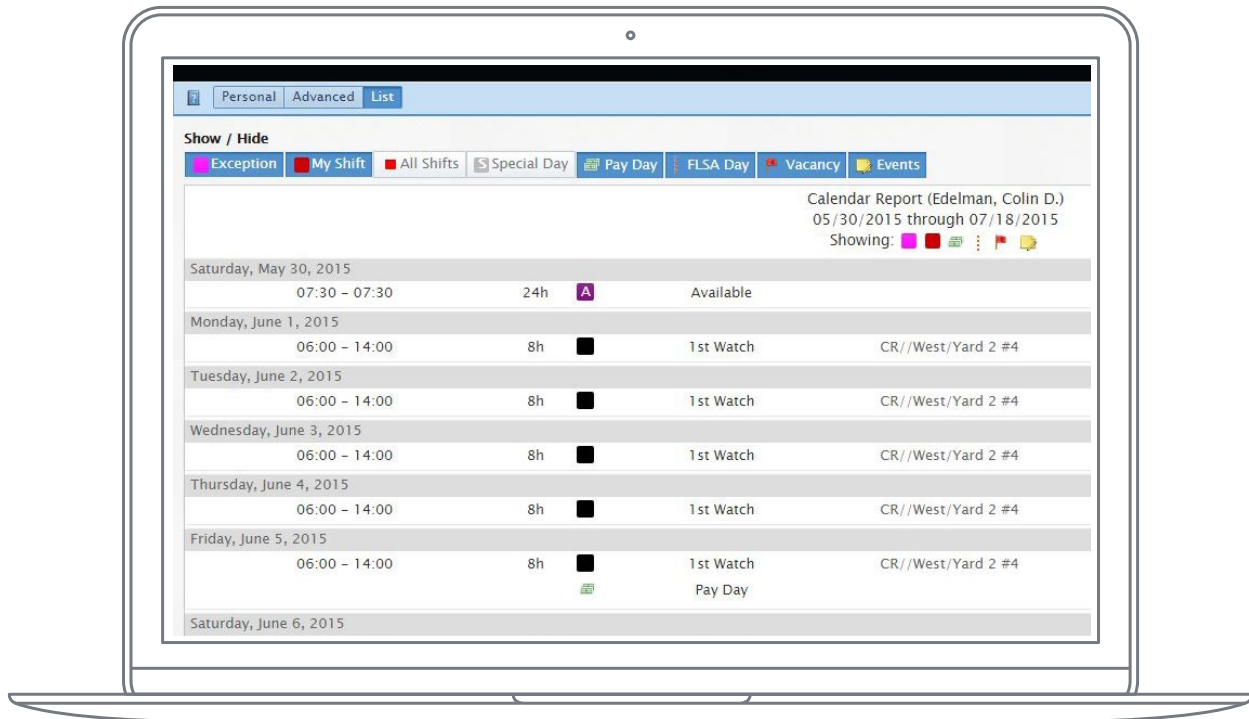 Personal Advanced List
Show / Hide
Exception My Shift All Shifts S Special Day Pay Day FLSA Day Vacancy Events
Calendar Report (Edelman, Colin D.)
05/30/2015 through 07/18/2015
Showing:
Saturday, May 30, 2015
07:30 – 07:30 24h A Available
Monday, June 1, 2015
06:00 – 14:00 8h 1st Watch CR//West/Yard 2 #4
Tuesday, June 2, 2015
06:00 – 14:00 8h 1st Watch CR//West/Yard 2 #4
Wednesday, June 3, 2015
06:00 – 14:00 8h 1st Watch CR//West/Yard 2 #4
Thursday, June 4, 2015
06:00 – 14:00 8h 1st Watch CR//West/Yard 2 #4
Friday, June 5, 2015
06:00 – 14:00 8h 1st Watch CR//West/Yard 2 #4
Pay Day
Saturday, June 6, 2015